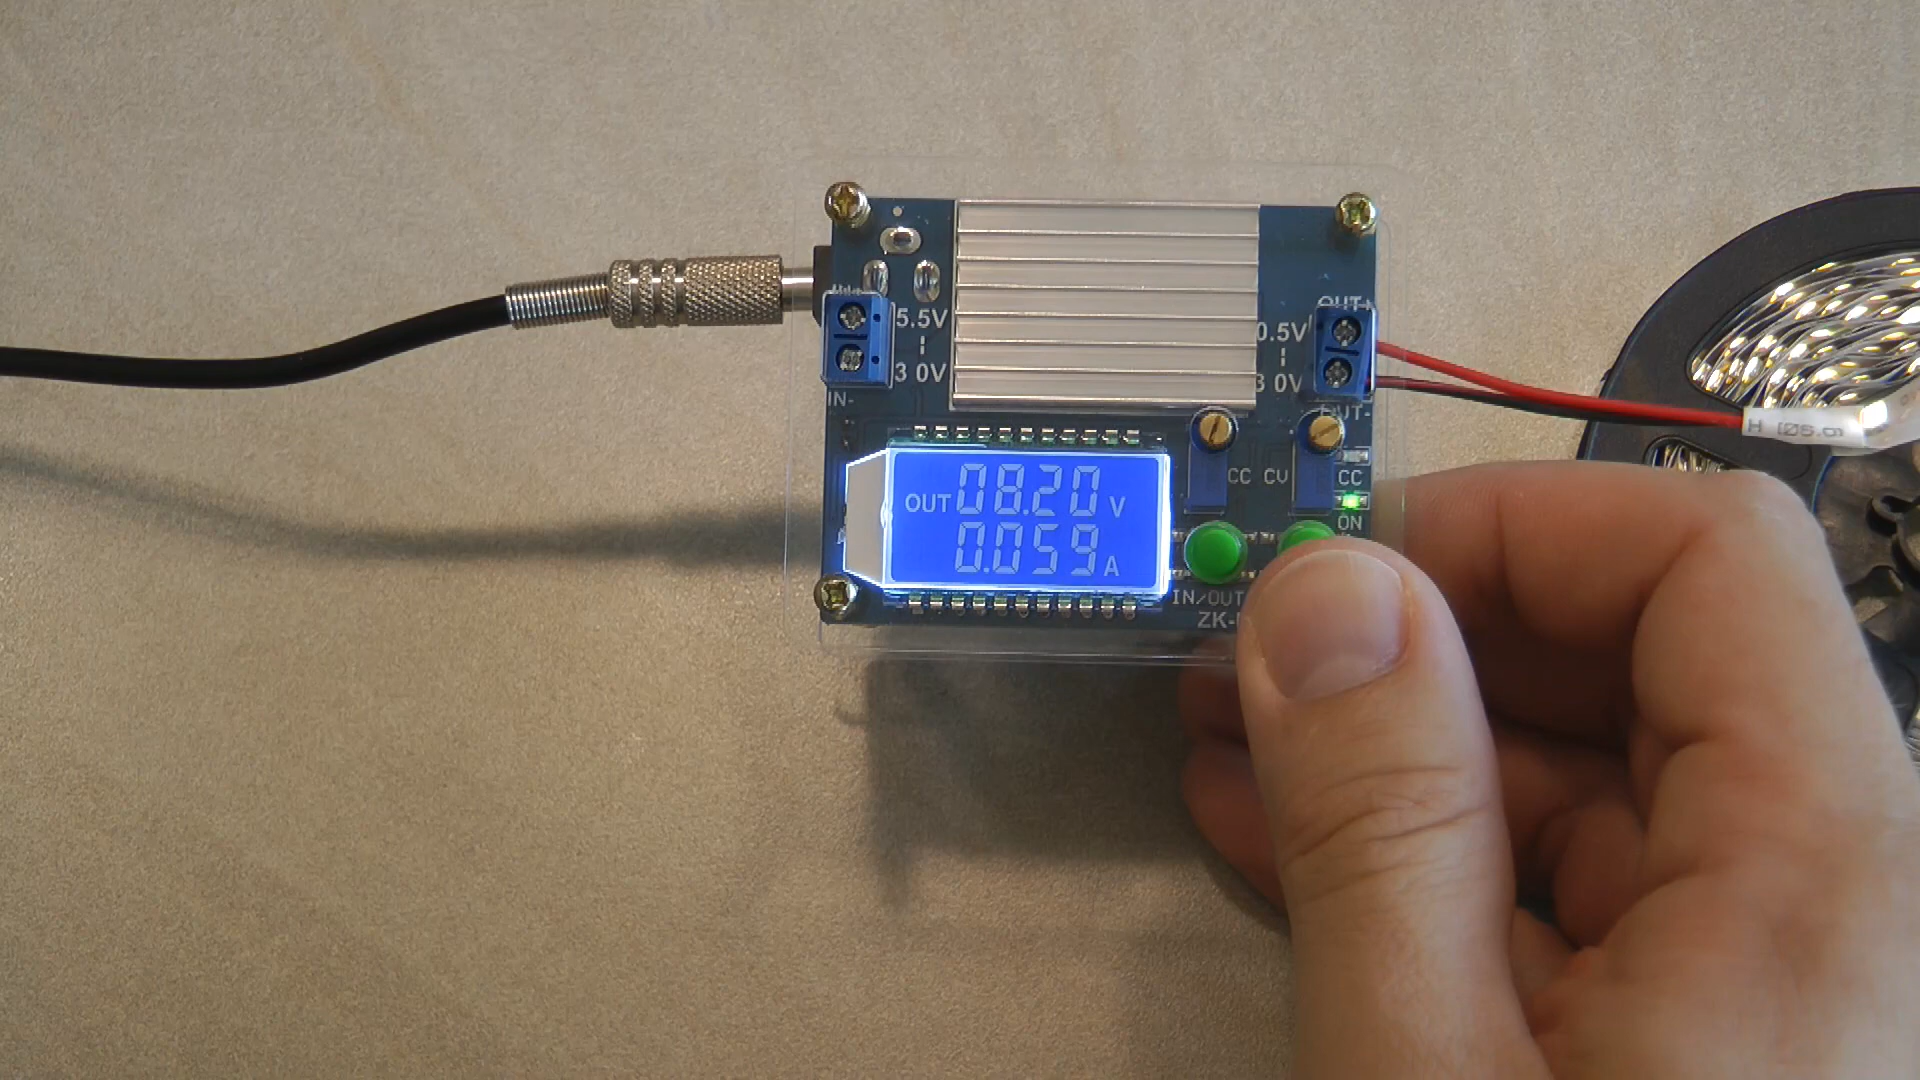 5.5V
3 0V
IN-
OUT+
0.5V
3 0V
OUT-
OUT 08.20 V
0.059 A
CC
CV
CC
ON
IN/OUT
ZK-
H